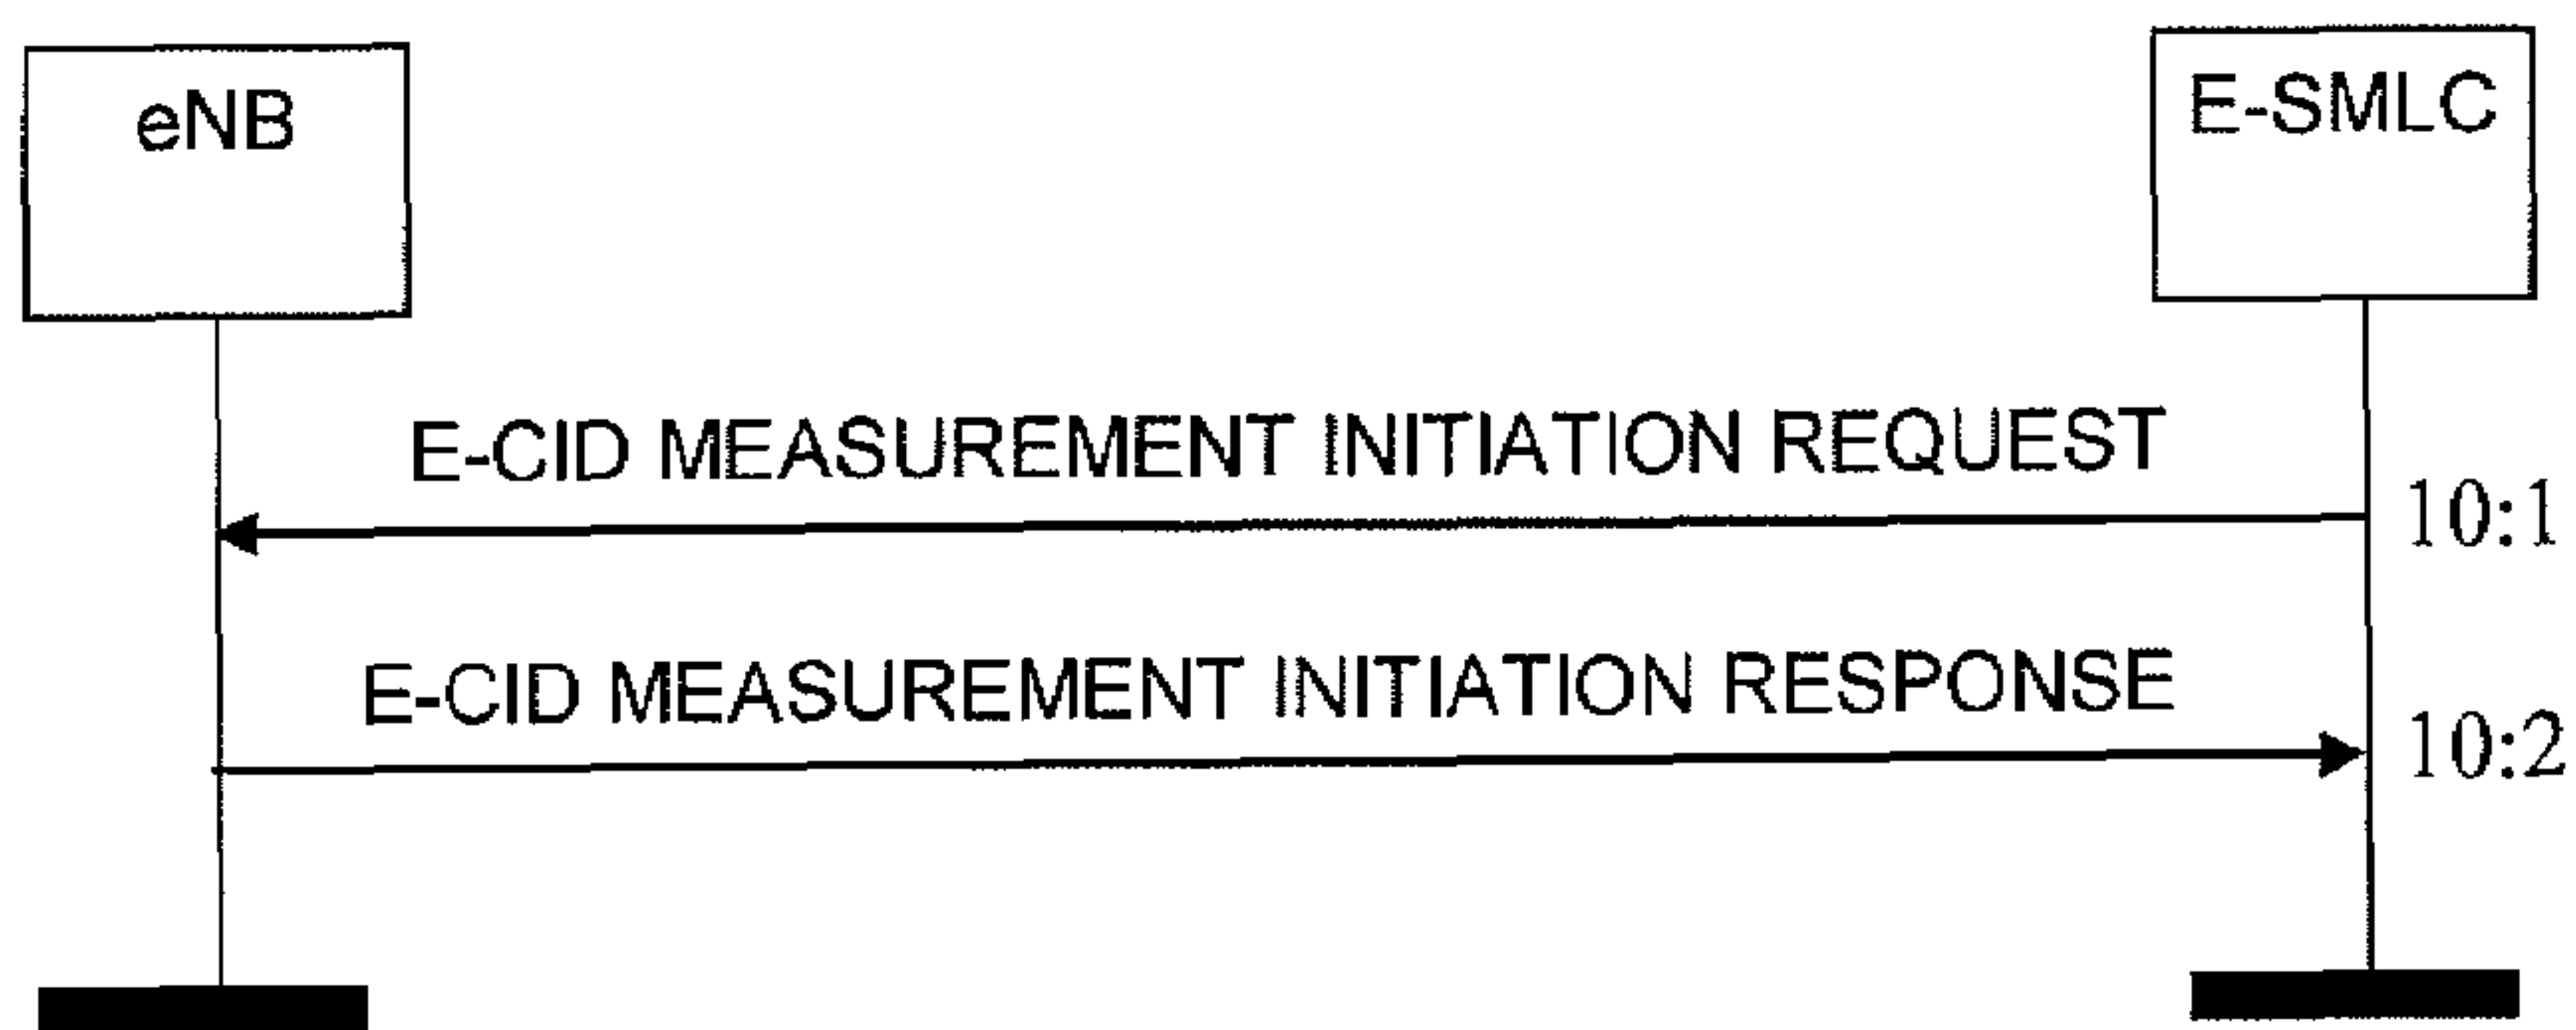 eNB
E-SMLC
E-CID MEASUREMENT INITIATION REQUEST
10:1
E-CID MEASUREMENT INITIATION RESPONSE
10:2